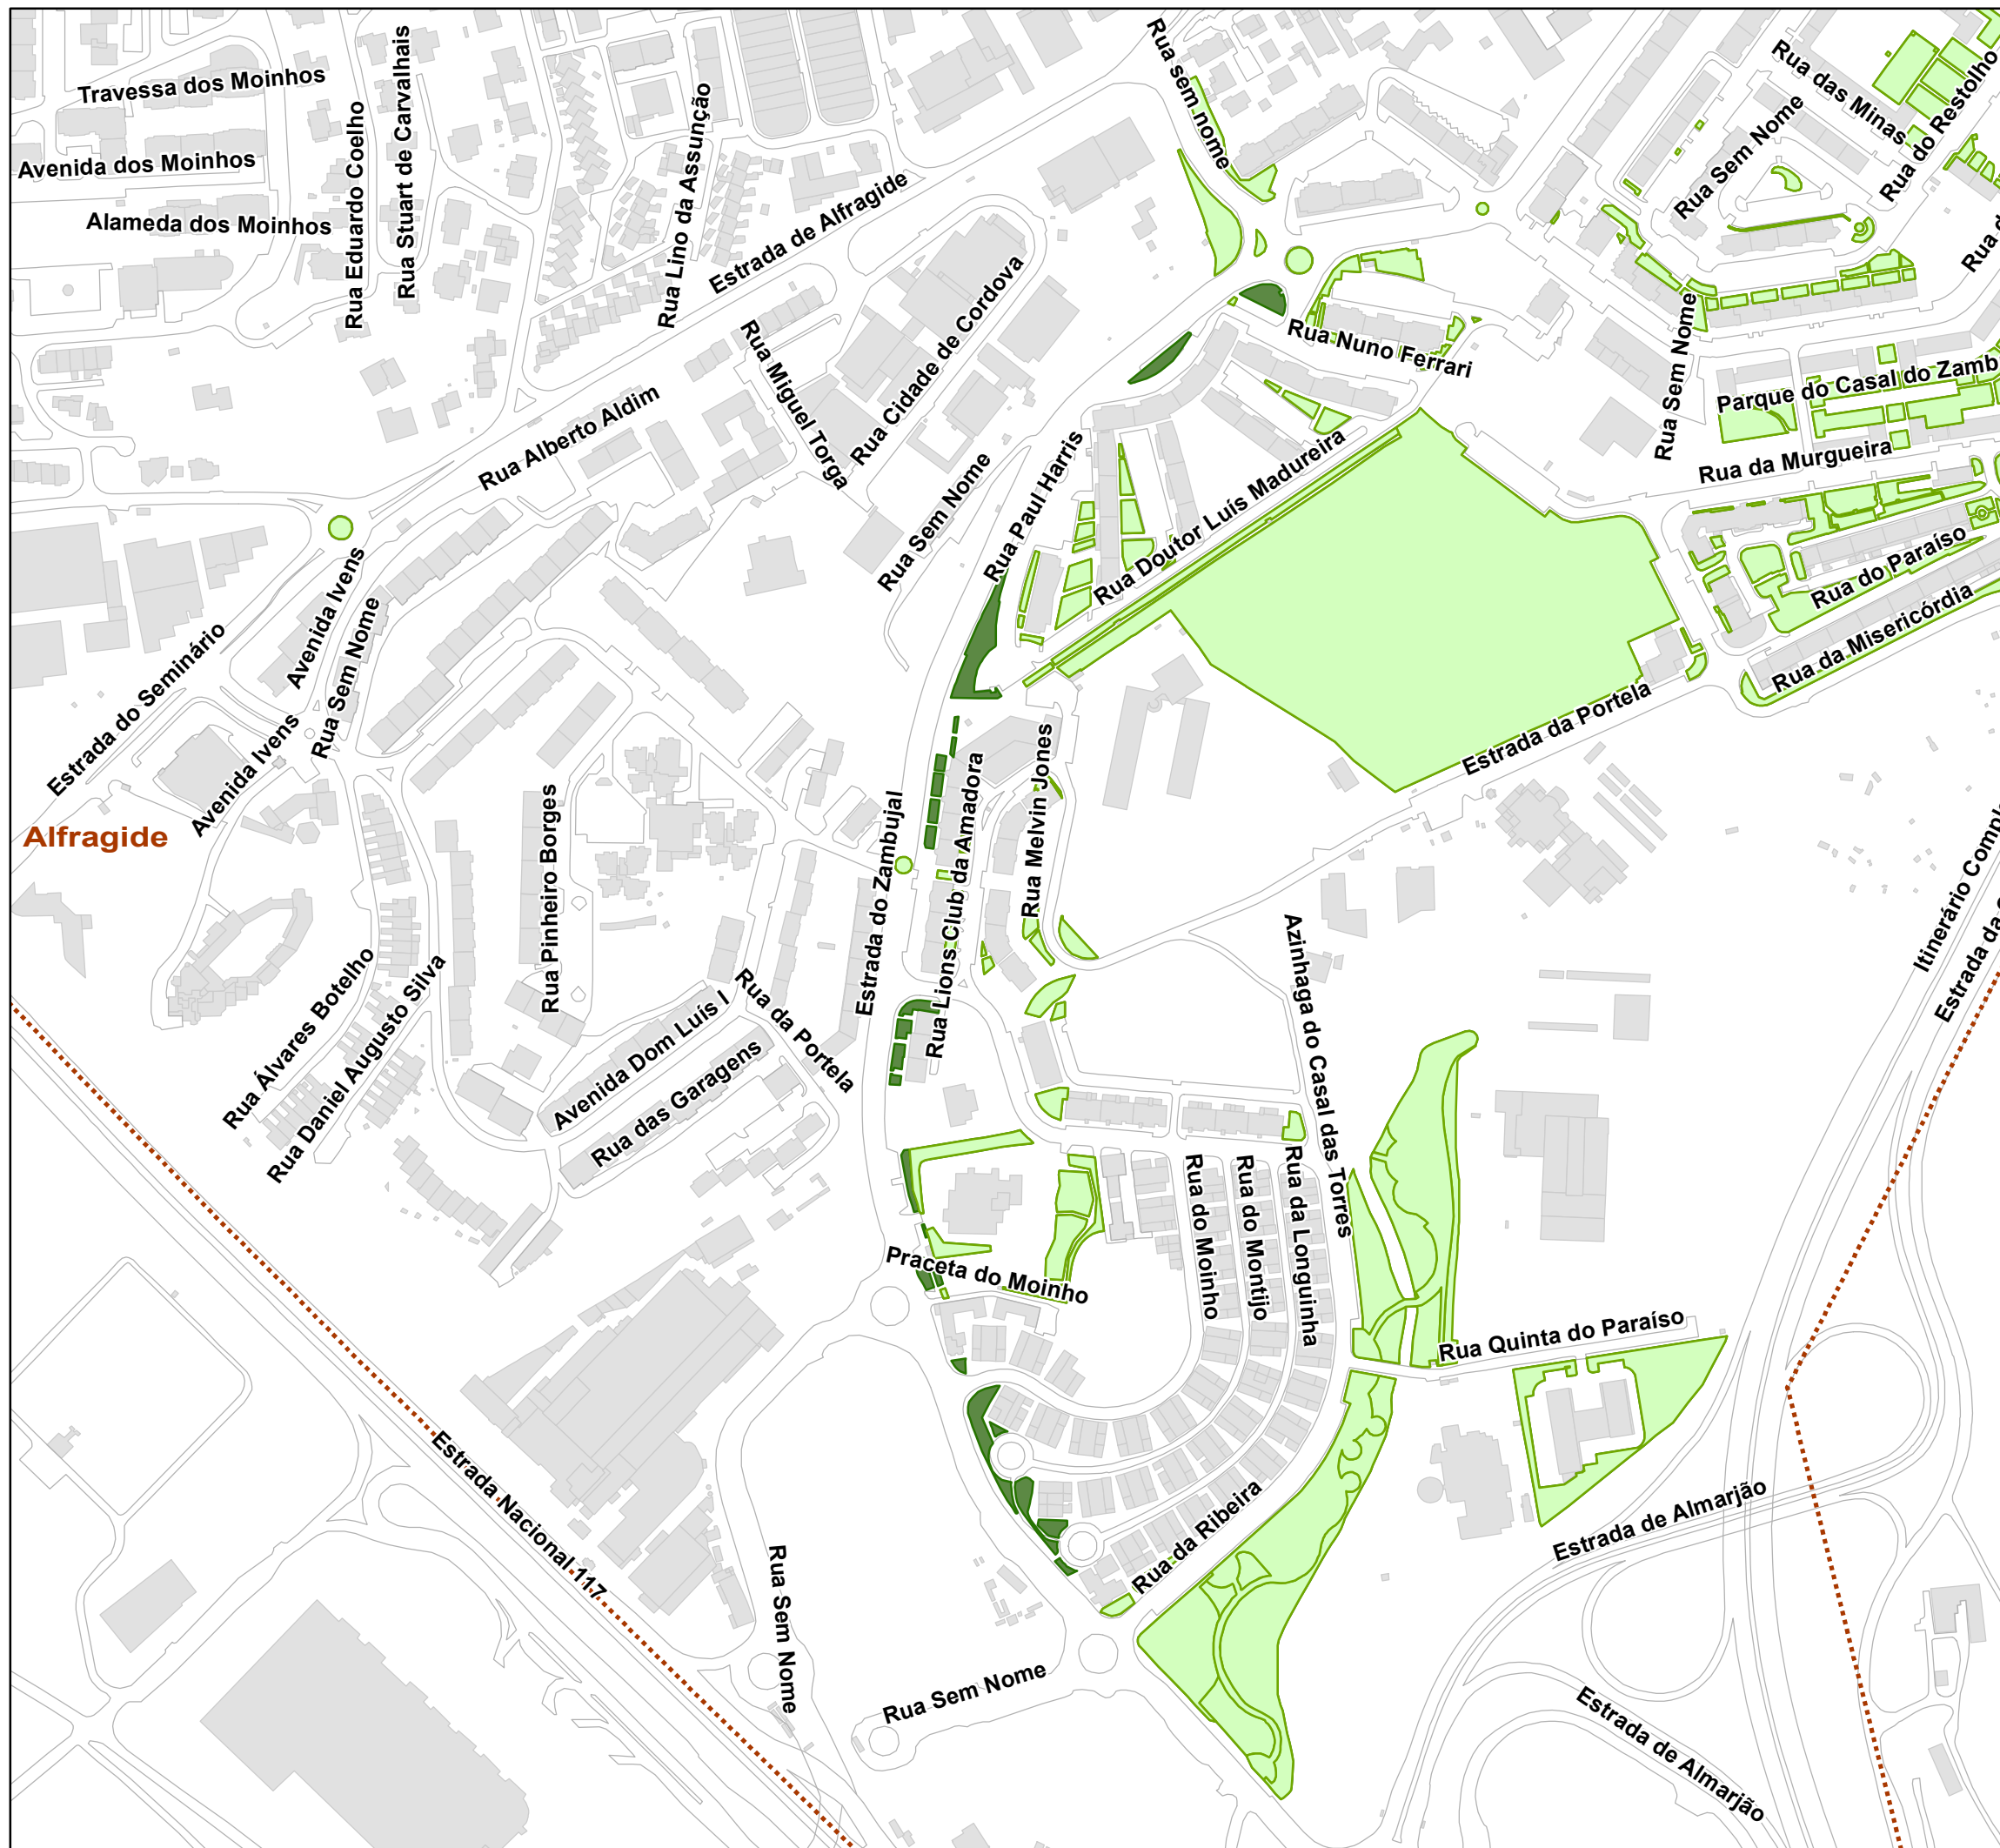 Travessa dos Moinhos
Avenida dos Moinhos
Alameda dos Moinhos
Rua Eduardo Coelho
Rua Stuart de Carvalhais
Rua Lino da Assunção
Estrada de Alfragide
Rua sem nome
Rua das Minas
Rua do Restolho
Rua Sem Nome
Rua Miguel Torga
Rua Cidade de Cordova
Rua Nuno Ferrari
Rua Sem Nome
Parque do Casal do Zamb
Rua da Murgueira
Rua Alberto Aldim
Rua Sem Nome
Rua Paul Harris
Rua Doutor Luís Madureira
Rua do Paraíso
Rua da Misericórdia
Estrada da Portela
Avenida Ivens
Rua Sem Nome
Estrada do Seminário
Avenida Ivens
Alfragide
Rua Pinheiro Borges
Estrada do Zambujal
Rua Lions Club da Amadora
Rua Melvin Jones
Azinhaga do Casal das Torres
Itinerário Comple
Estrada da
Rua Álvares Botelho
Rua Daniel Augusto Silva
Avenida Dom Luís I
Rua das Garagens
Rua da Portela
Praceta do Moinho
Rua do Moinho
Rua do Montijo
Rua da Longuinha
Rua Quinta do Paraíso
Estrada Nacional 117
Rua da Ribeira
Estrada de Almarjão
Rua Sem Nome
Rua Sem Nome
Estrada de Almarjão